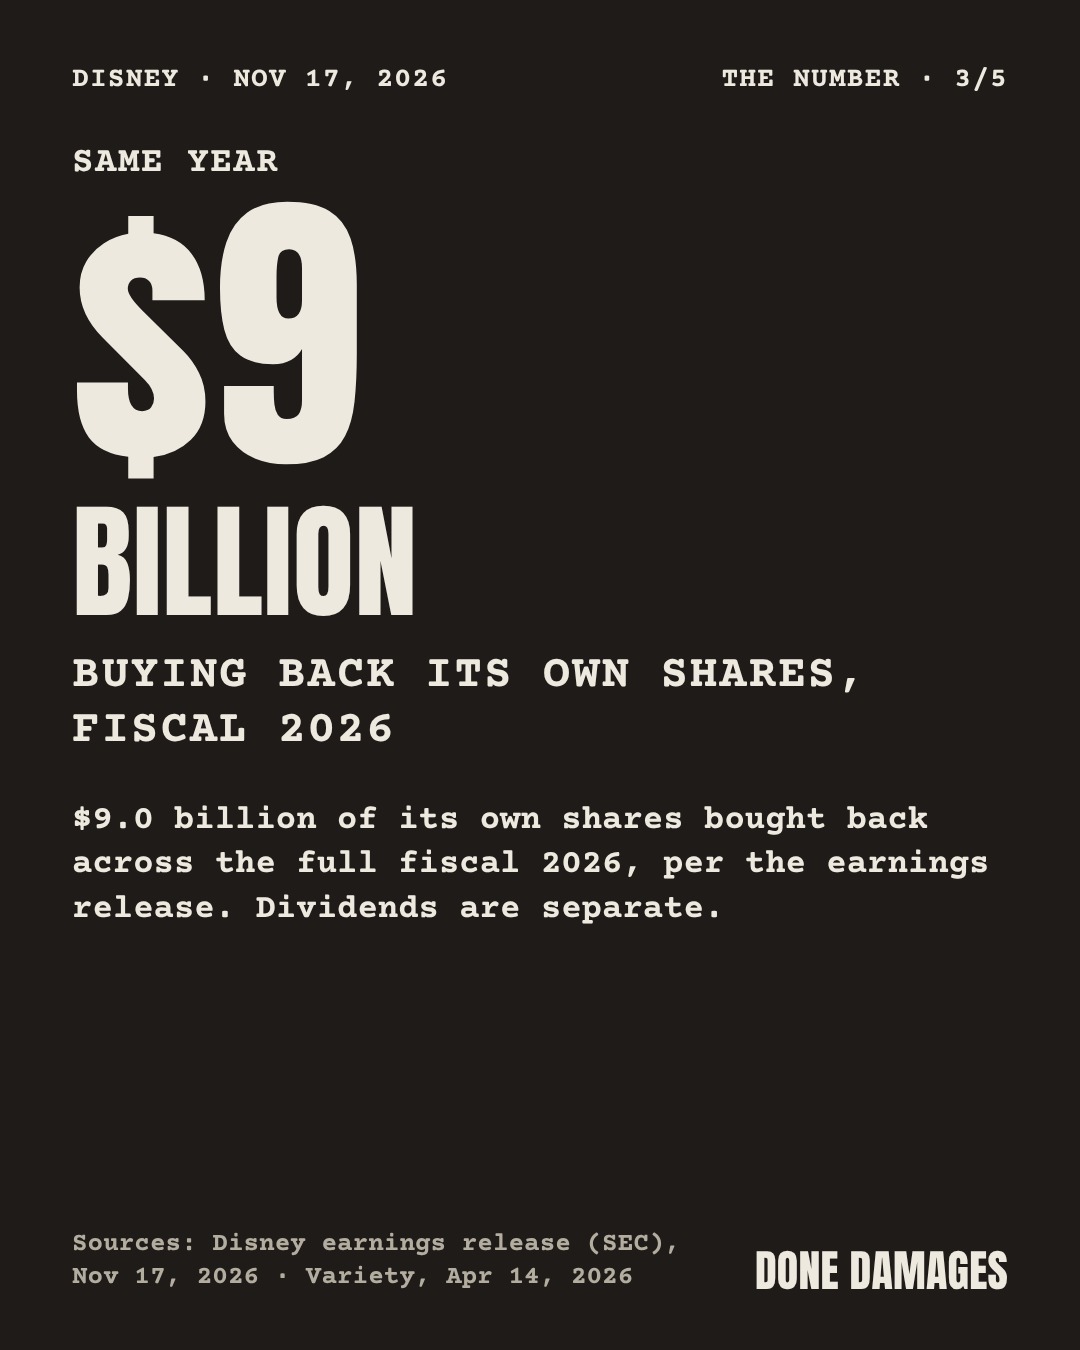 DISNEY · NOV 17, 2026
THE NUMBER · 3/5
SAME YEAR
$9
BILLION
BUYING BACK ITS OWN SHARES,
FISCAL 2026
$9.0 billion of its own shares bought back
across the full fiscal 2026, per the earnings
release. Dividends are separate.
Sources: Disney earnings release (SEC),
Nov 17, 2026 · Variety, Apr 14, 2026
DONE DAMAGES